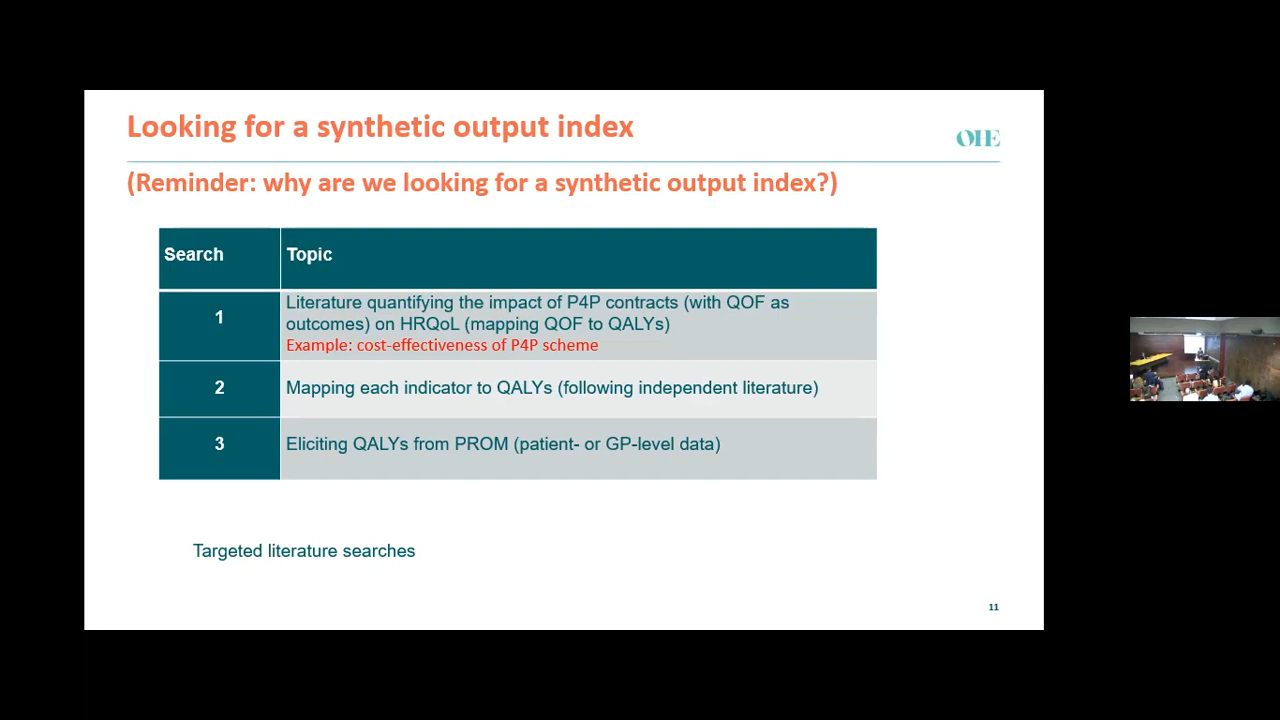 Looking for a synthetic output index
OHE
(Reminder: why are we looking for a synthetic output index?)
Search Topic
1 Literature quantifying the impact of P4P contracts (with QOF as
outcomes) on HRQoL (mapping QOF to QALYs)
Example: cost-effectiveness of P4P scheme
2 Mapping each indicator to QALYs (following independent literature)
3 Eliciting QALYs from PROM (patient- or GP-level data)
Targeted literature searches
11